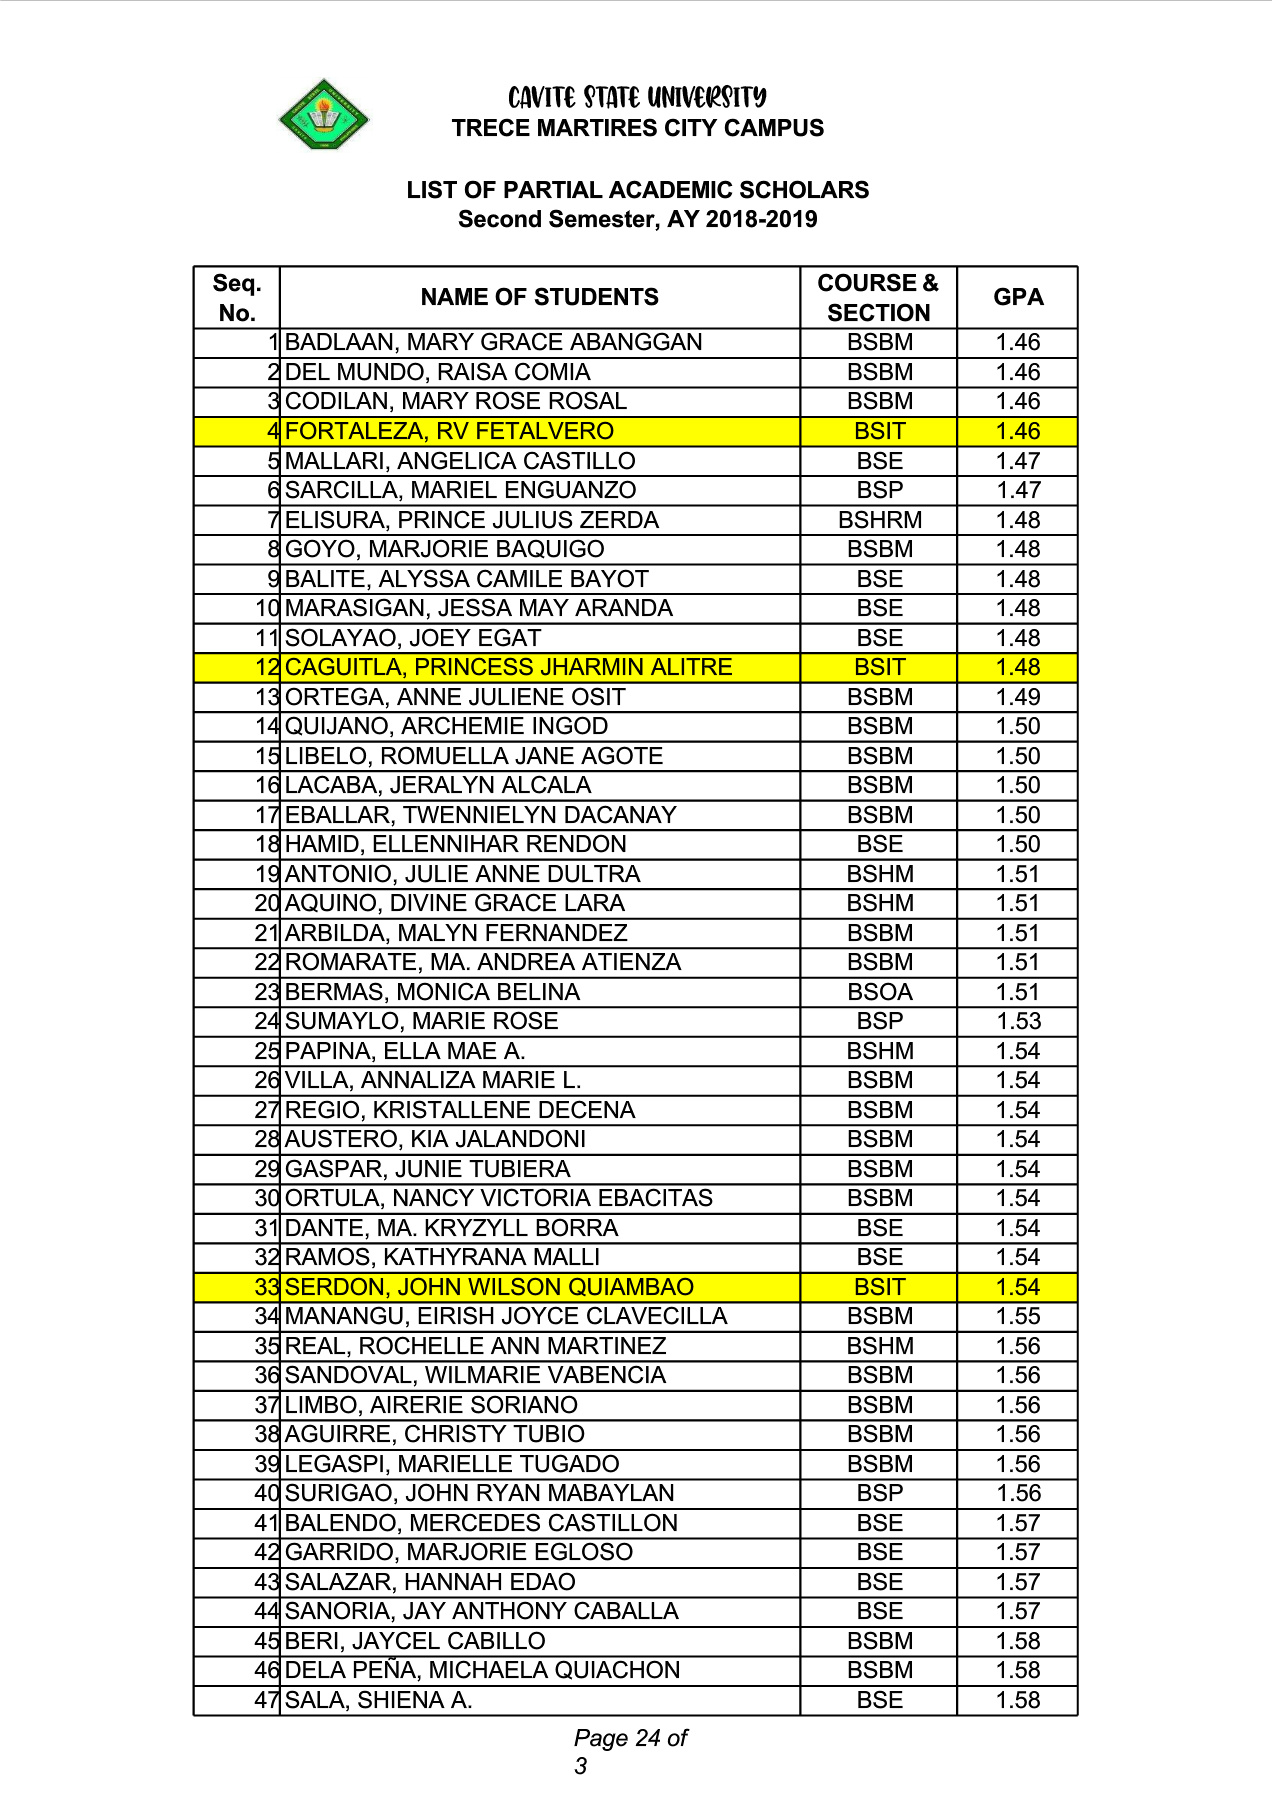 CAVITE STATE UNIVERSITY
TRECE MARTIRES CITY CAMPUS
LIST OF PARTIAL ACADEMIC SCHOLARS
Second Semester, AY 2018-2019
Seq. No. NAME OF STUDENTS COURSE & SECTION GPA
1 BADLAAN, MARY GRACE ABANGGAN BSBM 1.46
2 DEL MUNDO, RAISA COMIA BSBM 1.46
3 CODILAN, MARY ROSE ROSAL BSBM 1.46
4 FORTALEZA, RV FETALVERO BSIT 1.46
5 MALLARI, ANGELICA CASTILLO BSE 1.47
6 SARCILLA, MARIEL ENGUANZO BSP 1.47
7 ELISURA, PRINCE JULIUS ZERDA BSHRM 1.48
8 GOYO, MARJORIE BAQUIGO BSBM 1.48
9 BALITE, ALYSSA CAMILE BAYOT BSE 1.48
10 MARASIGAN, JESSA MAY ARANDA BSE 1.48
11 SOLAYAO, JOEY EGAT BSE 1.48
12 CAGUITLA, PRINCESS JHARMIN ALITRE BSIT 1.48
13 ORTEGA, ANNE JULIENE OSIT BSBM 1.49
14 QUIJANO, ARCHEMIE INGOD BSBM 1.50
15 LIBELO, ROMUELLA JANE AGOTE BSBM 1.50
16 LACABA, JERALYN ALCALA BSBM 1.50
17 EBALLAR, TWENNIELYN DACANAY BSBM 1.50
18 HAMID, ELLENNIHAR RENDON BSE 1.50
19 ANTONIO, JULIE ANNE DULTRA BSHM 1.51
20 AQUINO, DIVINE GRACE LARA BSHM 1.51
21 ARBILDA, MALYN FERNANDEZ BSBM 1.51
22 ROMARATE, MA. ANDREA ATIENZA BSBM 1.51
23 BERMAS, MONICA BELINA BSOA 1.51
24 SUMAYLO, MARIE ROSE BSP 1.53
25 PAPINA, ELLA MAE A. BSHM 1.54
26 VILLA, ANNALIZA MARIE L. BSBM 1.54
27 REGIO, KRISTALLENE DECENA BSBM 1.54
28 AUSTERO, KIA JALANDONI BSBM 1.54
29 GASPAR, JUNIE TUBIERA BSBM 1.54
30 ORTULA, NANCY VICTORIA EBACITAS BSBM 1.54
31 DANTE, MA. KRYZYLL BORRA BSE 1.54
32 RAMOS, KATHYRANA MALLI BSE 1.54
33 SERDON, JOHN WILSON QUIAMBAO BSIT 1.54
34 MANANGU, EIRISH JOYCE CLAVECILLA BSBM 1.55
35 REAL, ROCHELLE ANN MARTINEZ BSHM 1.56
36 SANDOVAL, WILMARIE VABENCIA BSBM 1.56
37 LIMBO, AIRERIE SORIANO BSBM 1.56
38 AGUIRRE, CHRISTY TUBIO BSBM 1.56
39 LEGASPI, MARIELLE TUGADO BSBM 1.56
40 SURIGAO, JOHN RYAN MABAYLAN BSP 1.56
41 BALENDO, MERCEDES CASTILLON BSE 1.57
42 GARRIDO, MARJORIE EGLOSO BSE 1.57
43 SALAZAR, HANNAH EDAO BSE 1.57
44 SANORIA, JAY ANTHONY CABALLA BSE 1.57
45 BERI, JAYCEL CABILLO BSBM 1.58
46 DELA PEÑA, MICHAELA QUIACHON BSBM 1.58
47 SALA, SHIENA A. BSE 1.58
Page 24 of
3